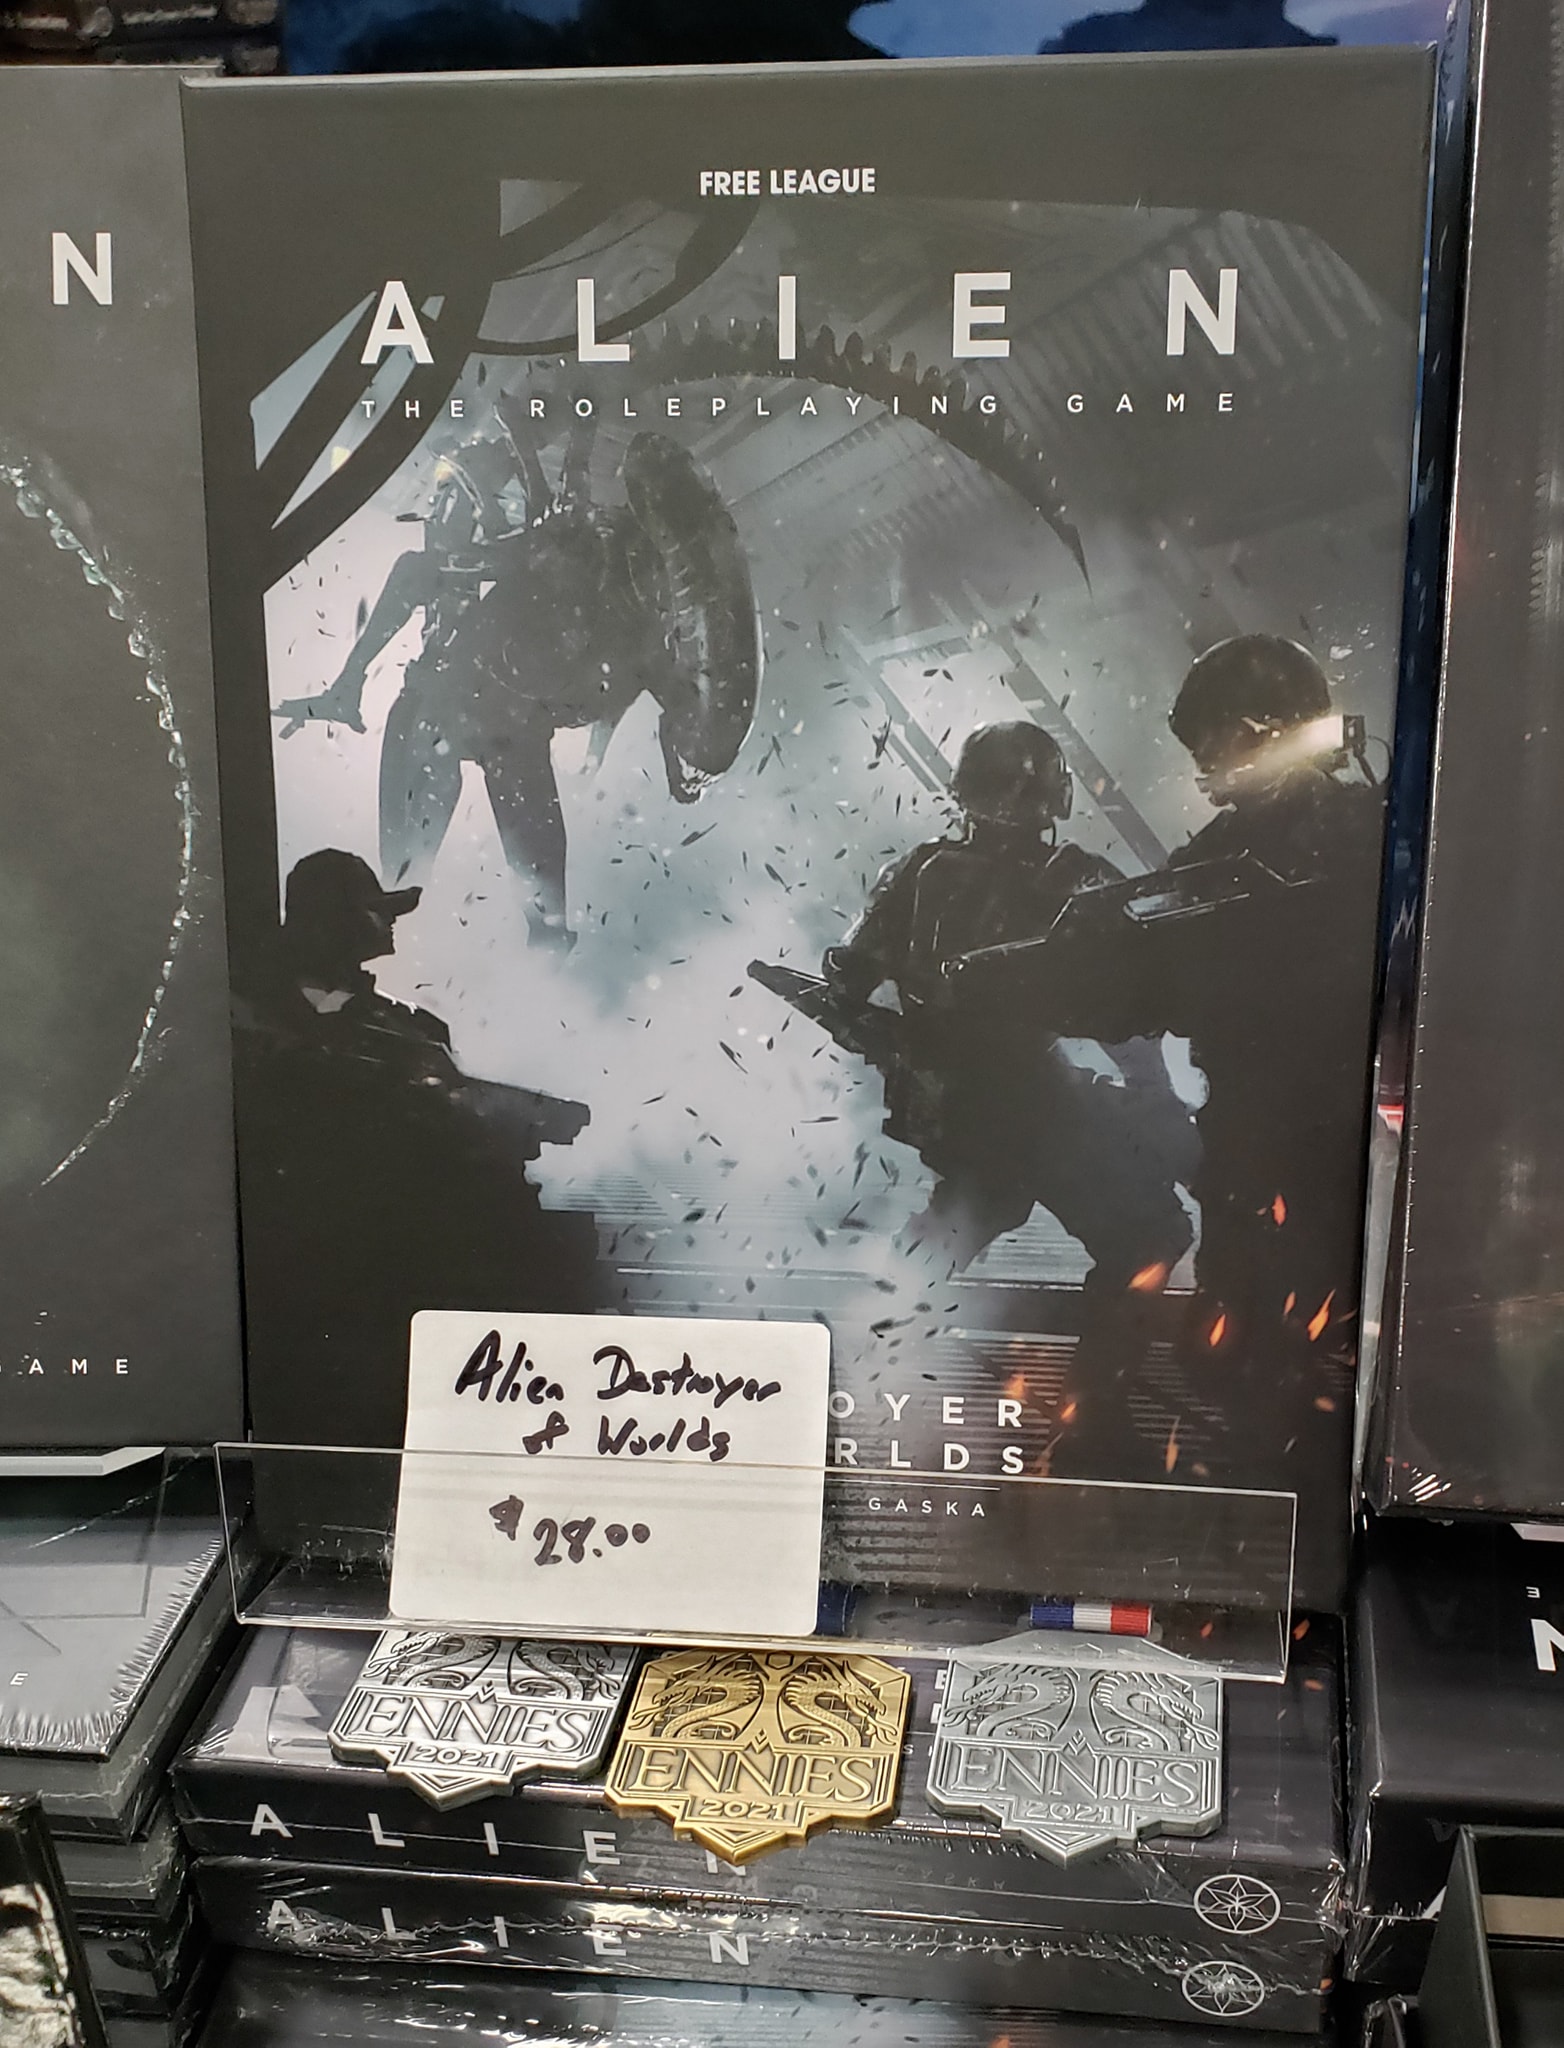 N
FREE LEAGUE
ALIEN
THE ROLEPLAYING GAME
GAME
Alien Destroyer
of Worlds
$28.00
OYER
RLDS
GASKA
ENNIES
2021
ENNIES
2021
ENNIES
2021
ALIEN
ALIEN
E
N
E